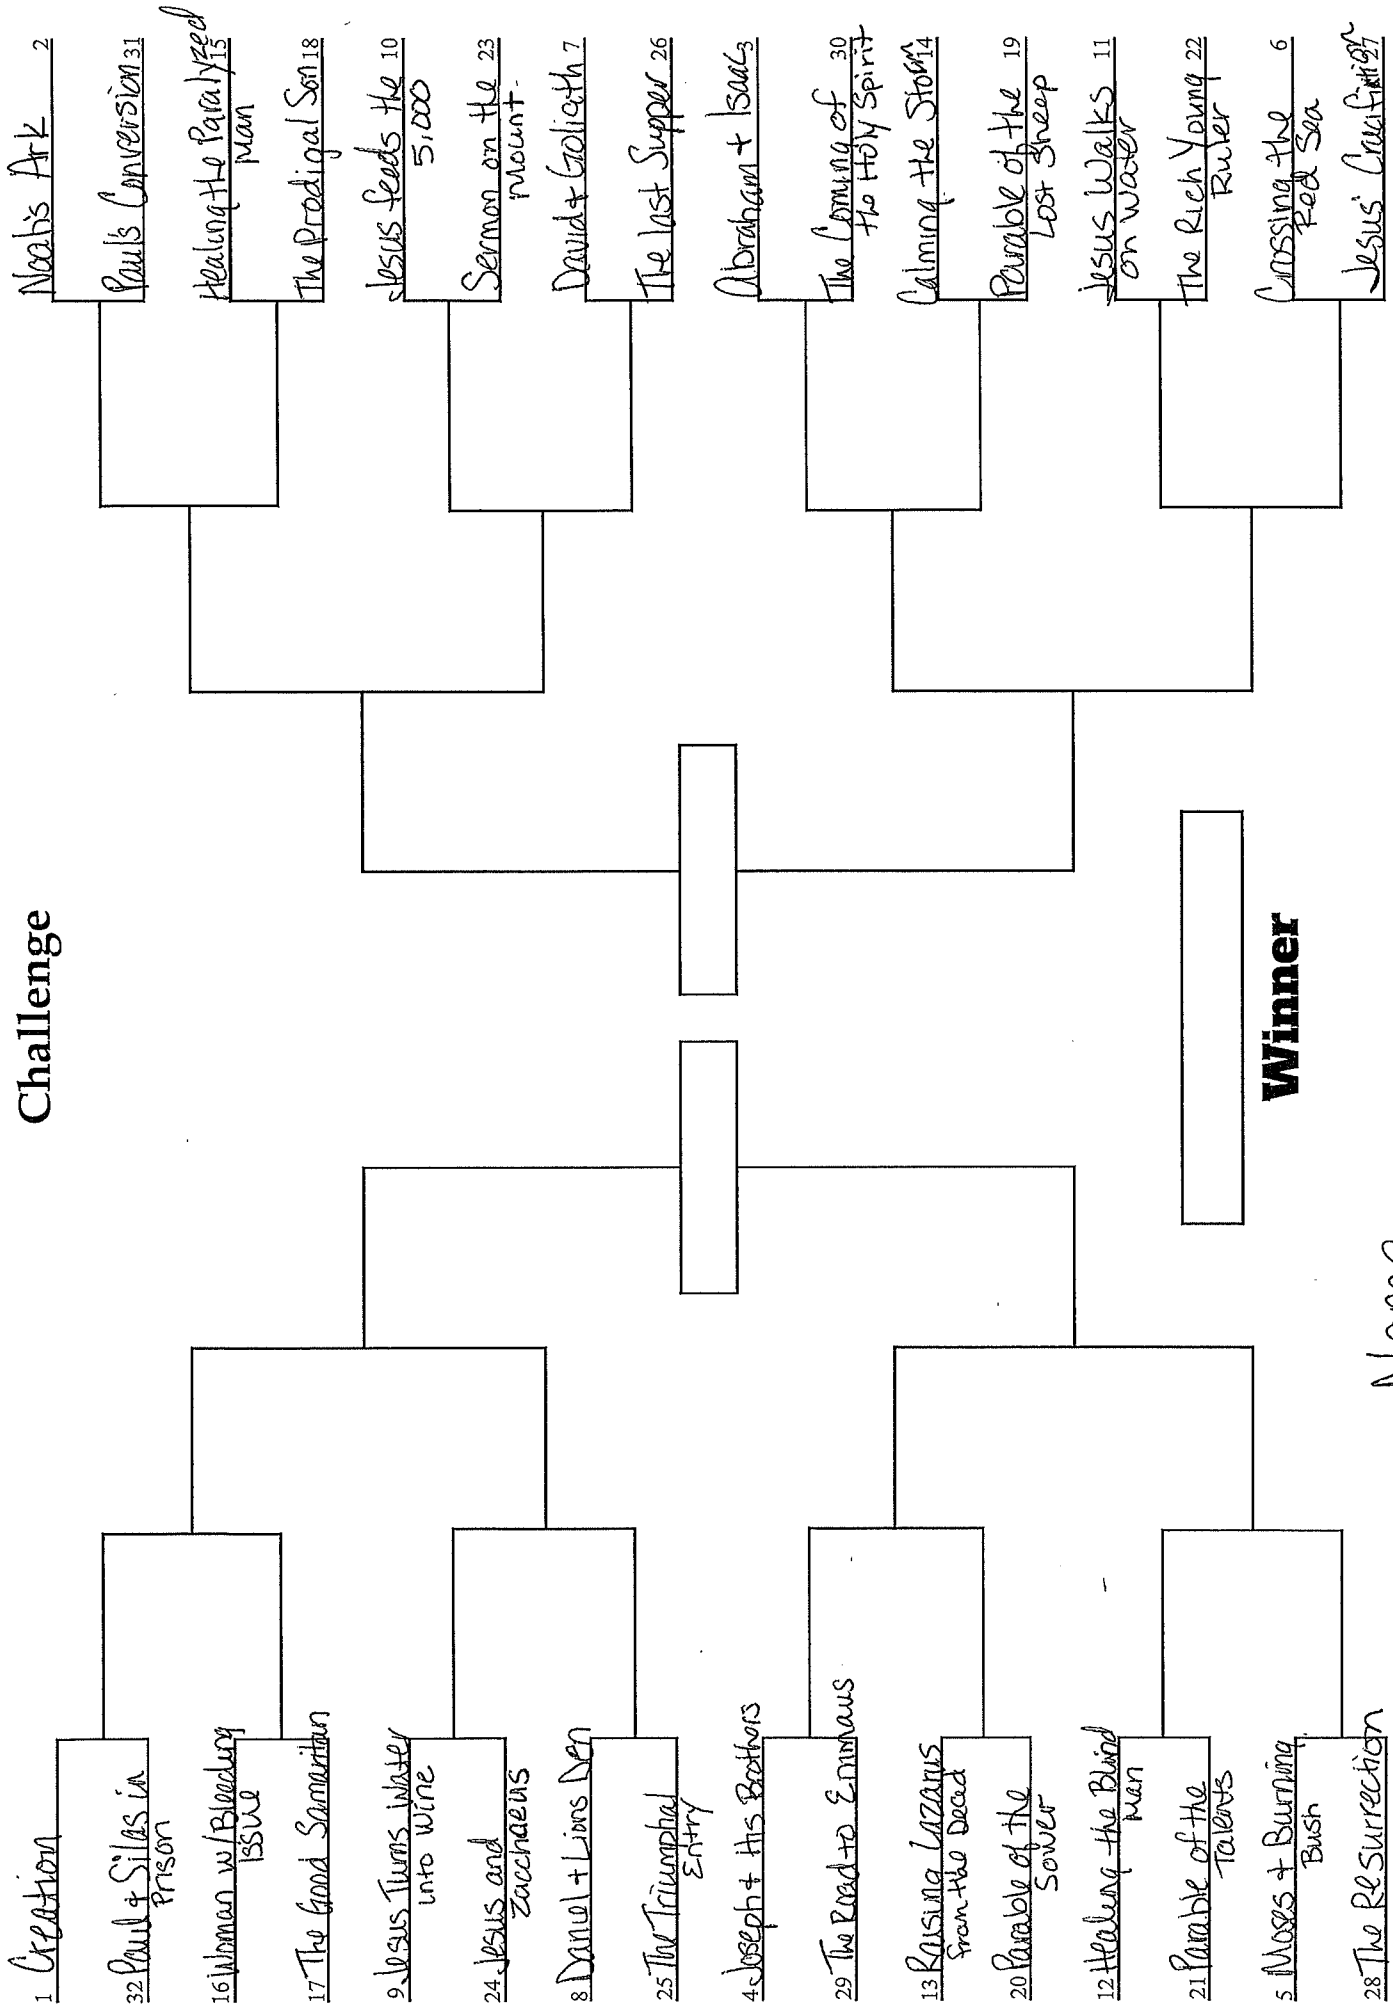 Challenge
1 Creation
32 Paul & Silas in
Prison
16 Woman w/ Bleeding
Issue
17 The Good Samaritan
9 Jesus Turns Water
into Wine
24 Jesus and
Zacchaeus
8 Daniel + Lions Den
25 The Triumphal
Entry
4 Joseph + His Brothers
29 The Road to Emmaus
13 Raising Lazarus
from the Dead
20 Parable of the
Sower
12 Healing the Blind
Man
21 Parable of the
Talents
5 Moses + Burning
Bush
28 The Resurrection
Noah's Ark 2
Paul's Conversion 31
Healing the Paralyzed 15
Man
The Prodigal Son 18
Jesus feeds the 10
5,000
Sermon on the 23
Mount.
David & Goliath 7
The Last Supper 26
Abraham + Isaac 3
The Coming of 30
the Holy Spirit
Calming the Storm 14
Parable of the 19
Lost Sheep
Jesus Walks 11
on Water
The Rich Young 22
Ruler
Crossing the 6
Red Sea
Jesus' Crucifixion 27
Winner